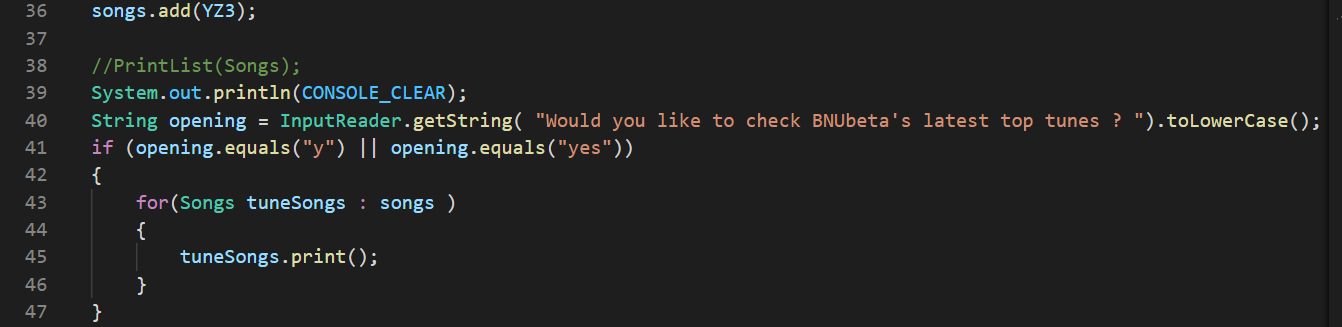 36 songs.add(YZ3);
37
38 //PrintList(Songs);
39 System.out.println(CONSOLE_CLEAR);
40 String opening = InputReader.getString( "Would you like to check BNUbeta's latest top tunes ? ").toLowerCase();
41 if (opening.equals("y") || opening.equals("yes"))
42 {
43 for(Songs tuneSongs : songs )
44 {
45 tuneSongs.print();
46 }
47 }